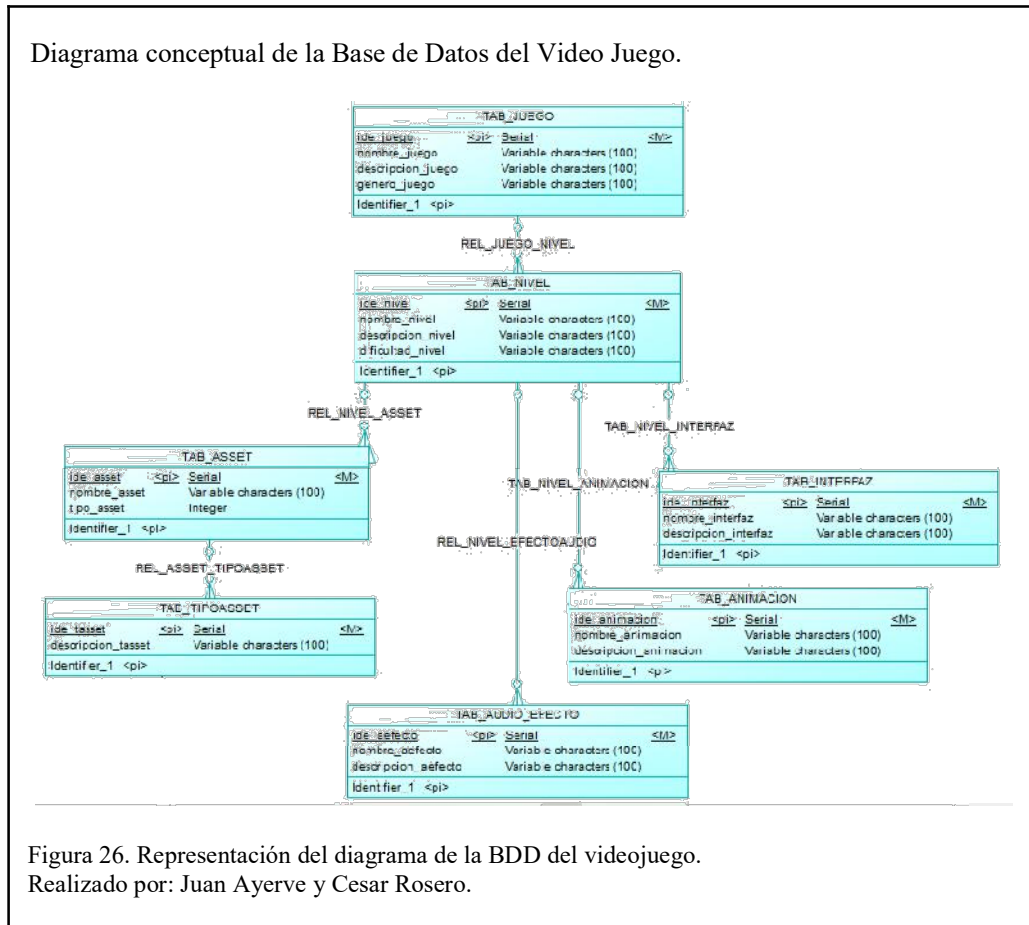 Diagrama conceptual de la Base de Datos del Video Juego.
TAB_JUEGO
ide_juego <pi> Serial <M>
nombre_juego Variable characters (100)
descripcion_juego Variable characters (100)
genero_juego Variable characters (100)
Identifier_1 <pi>
REL_JUEGO_NIVEL
TAB_NIVEL
ide_nivel <pi> Serial <M>
nombre_nivel Variable characters (100)
descripcion_nivel Variable characters (100)
dificultad_nivel Variable characters (100)
Identifier_1 <pi>
REL_NIVEL_ASSET
TAB_NIVEL_INTERFAZ
TAB_ASSET
ide_asset <pi> Serial <M>
nombre_asset Variable characters (100)
tipo_asset Integer
Identifier_1 <pi>
TAB_NIVEL_ANIMACION
TAB_INTERFAZ
ide_interfaz <pi> Serial <M>
nombre_interfaz Variable characters (100)
descripcion_interfaz Variable characters (100)
Identifier_1 <pi>
REL_NIVEL_EFECTOAUDIO
REL_ASSET_TIPOASSET
TAB_TIPOASSET
ide_tasset <pi> Serial <M>
descripcion_tasset Variable characters (100)
Identifier_1 <pi>
TAB_ANIMACION
ide_animacion <pi> Serial <M>
nombre_animacion Variable characters (100)
descripcion_animacion Variable characters (100)
Identifier_1 <pi>
TAB_AUDIO_EFECTO
ide_aefecto <pi> Serial <M>
nombre_aefecto Variable characters (100)
descripcion_aefecto Variable characters (100)
Identifier_1 <pi>
Figura 26. Representación del diagrama de la BDD del videojuego.
Realizado por: Juan Ayerve y Cesar Rosero.